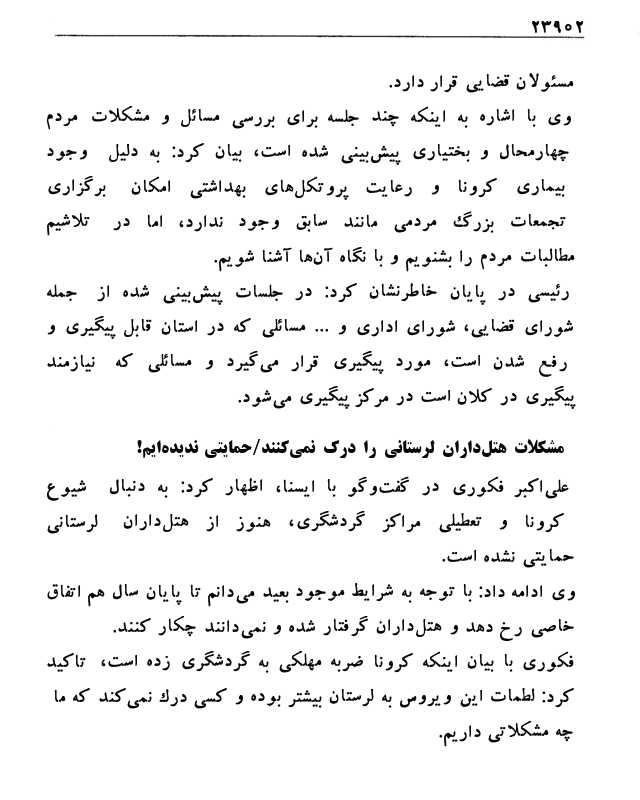 ۲۳۹۰۲
مسئولان قضایی قرار دارد.
وی با اشاره به اینکه چند جلسه برای بررسی مسائل و مشکلات مردم
چهارمحال و بختیاری پیش‌بینی شده است، بیان کرد: به دلیل وجود
بیماری کرونا و رعایت پروتکل‌های بهداشتی امکان برگزاری
تجمعات بزرگ مردمی مانند سابق وجود ندارد، اما در تلاشیم
مطالبات مردم را بشنویم و با نگاه آن‌ها آشنا شویم.
رئیسی در پایان خاطرنشان کرد: در جلسات پیش‌بینی شده از جمله
شورای قضایی، شورای اداری و ... مسائلی که در استان قابل پیگیری و
رفع شدن است، مورد پیگیری قرار می‌گیرد و مسائلی که نیازمند
پیگیری در کلان است در مرکز پیگیری می‌شود.
مشکلات هتل‌داران لرستانی را درک نمی‌کنند/حمایتی ندیده‌ایم!
علی‌اکبر فکوری در گفت‌وگو با ایسنا، اظهار کرد: به دنبال شیوع
کرونا و تعطیلی مراکز گردشگری، هنوز از هتل‌داران لرستانی
حمایتی نشده است.
وی ادامه داد: با توجه به شرایط موجود بعید می‌دانم تا پایان سال هم اتفاق
خاصی رخ دهد و هتل‌داران گرفتار شده و نمی‌دانند چکار کنند.
فکوری با بیان اینکه کرونا ضربه مهلکی به گردشگری زده است، تاکید
کرد: لطمات این ویروس به لرستان بیشتر بوده و کسی درك نمی‌کند که ما
چه مشکلاتی داریم.